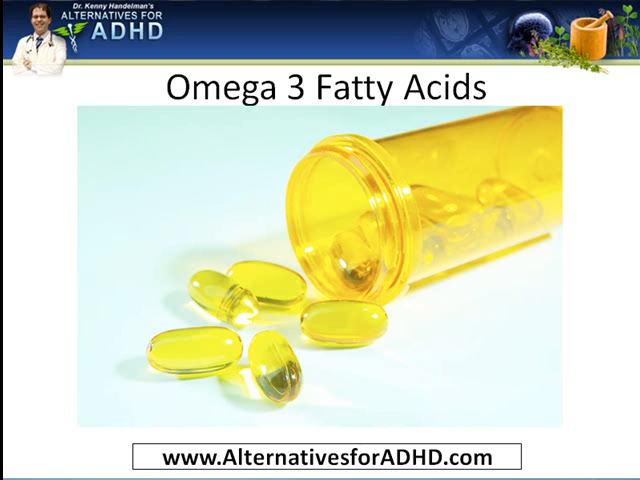 Dr. Kenny Handelman's
ALTERNATIVES FOR
ADHD
Omega 3 Fatty Acids
www.AlternativesforADHD.com